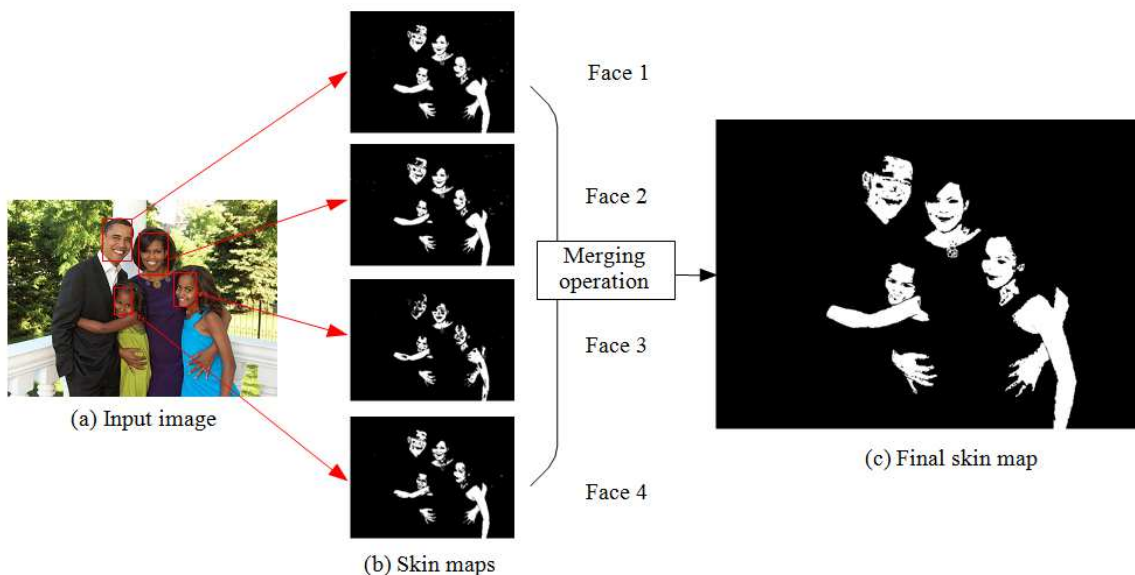 Face 1
Face 2
Merging
operation
Face 3
(a) Input image
(c) Final skin map
Face 4
(b) Skin maps